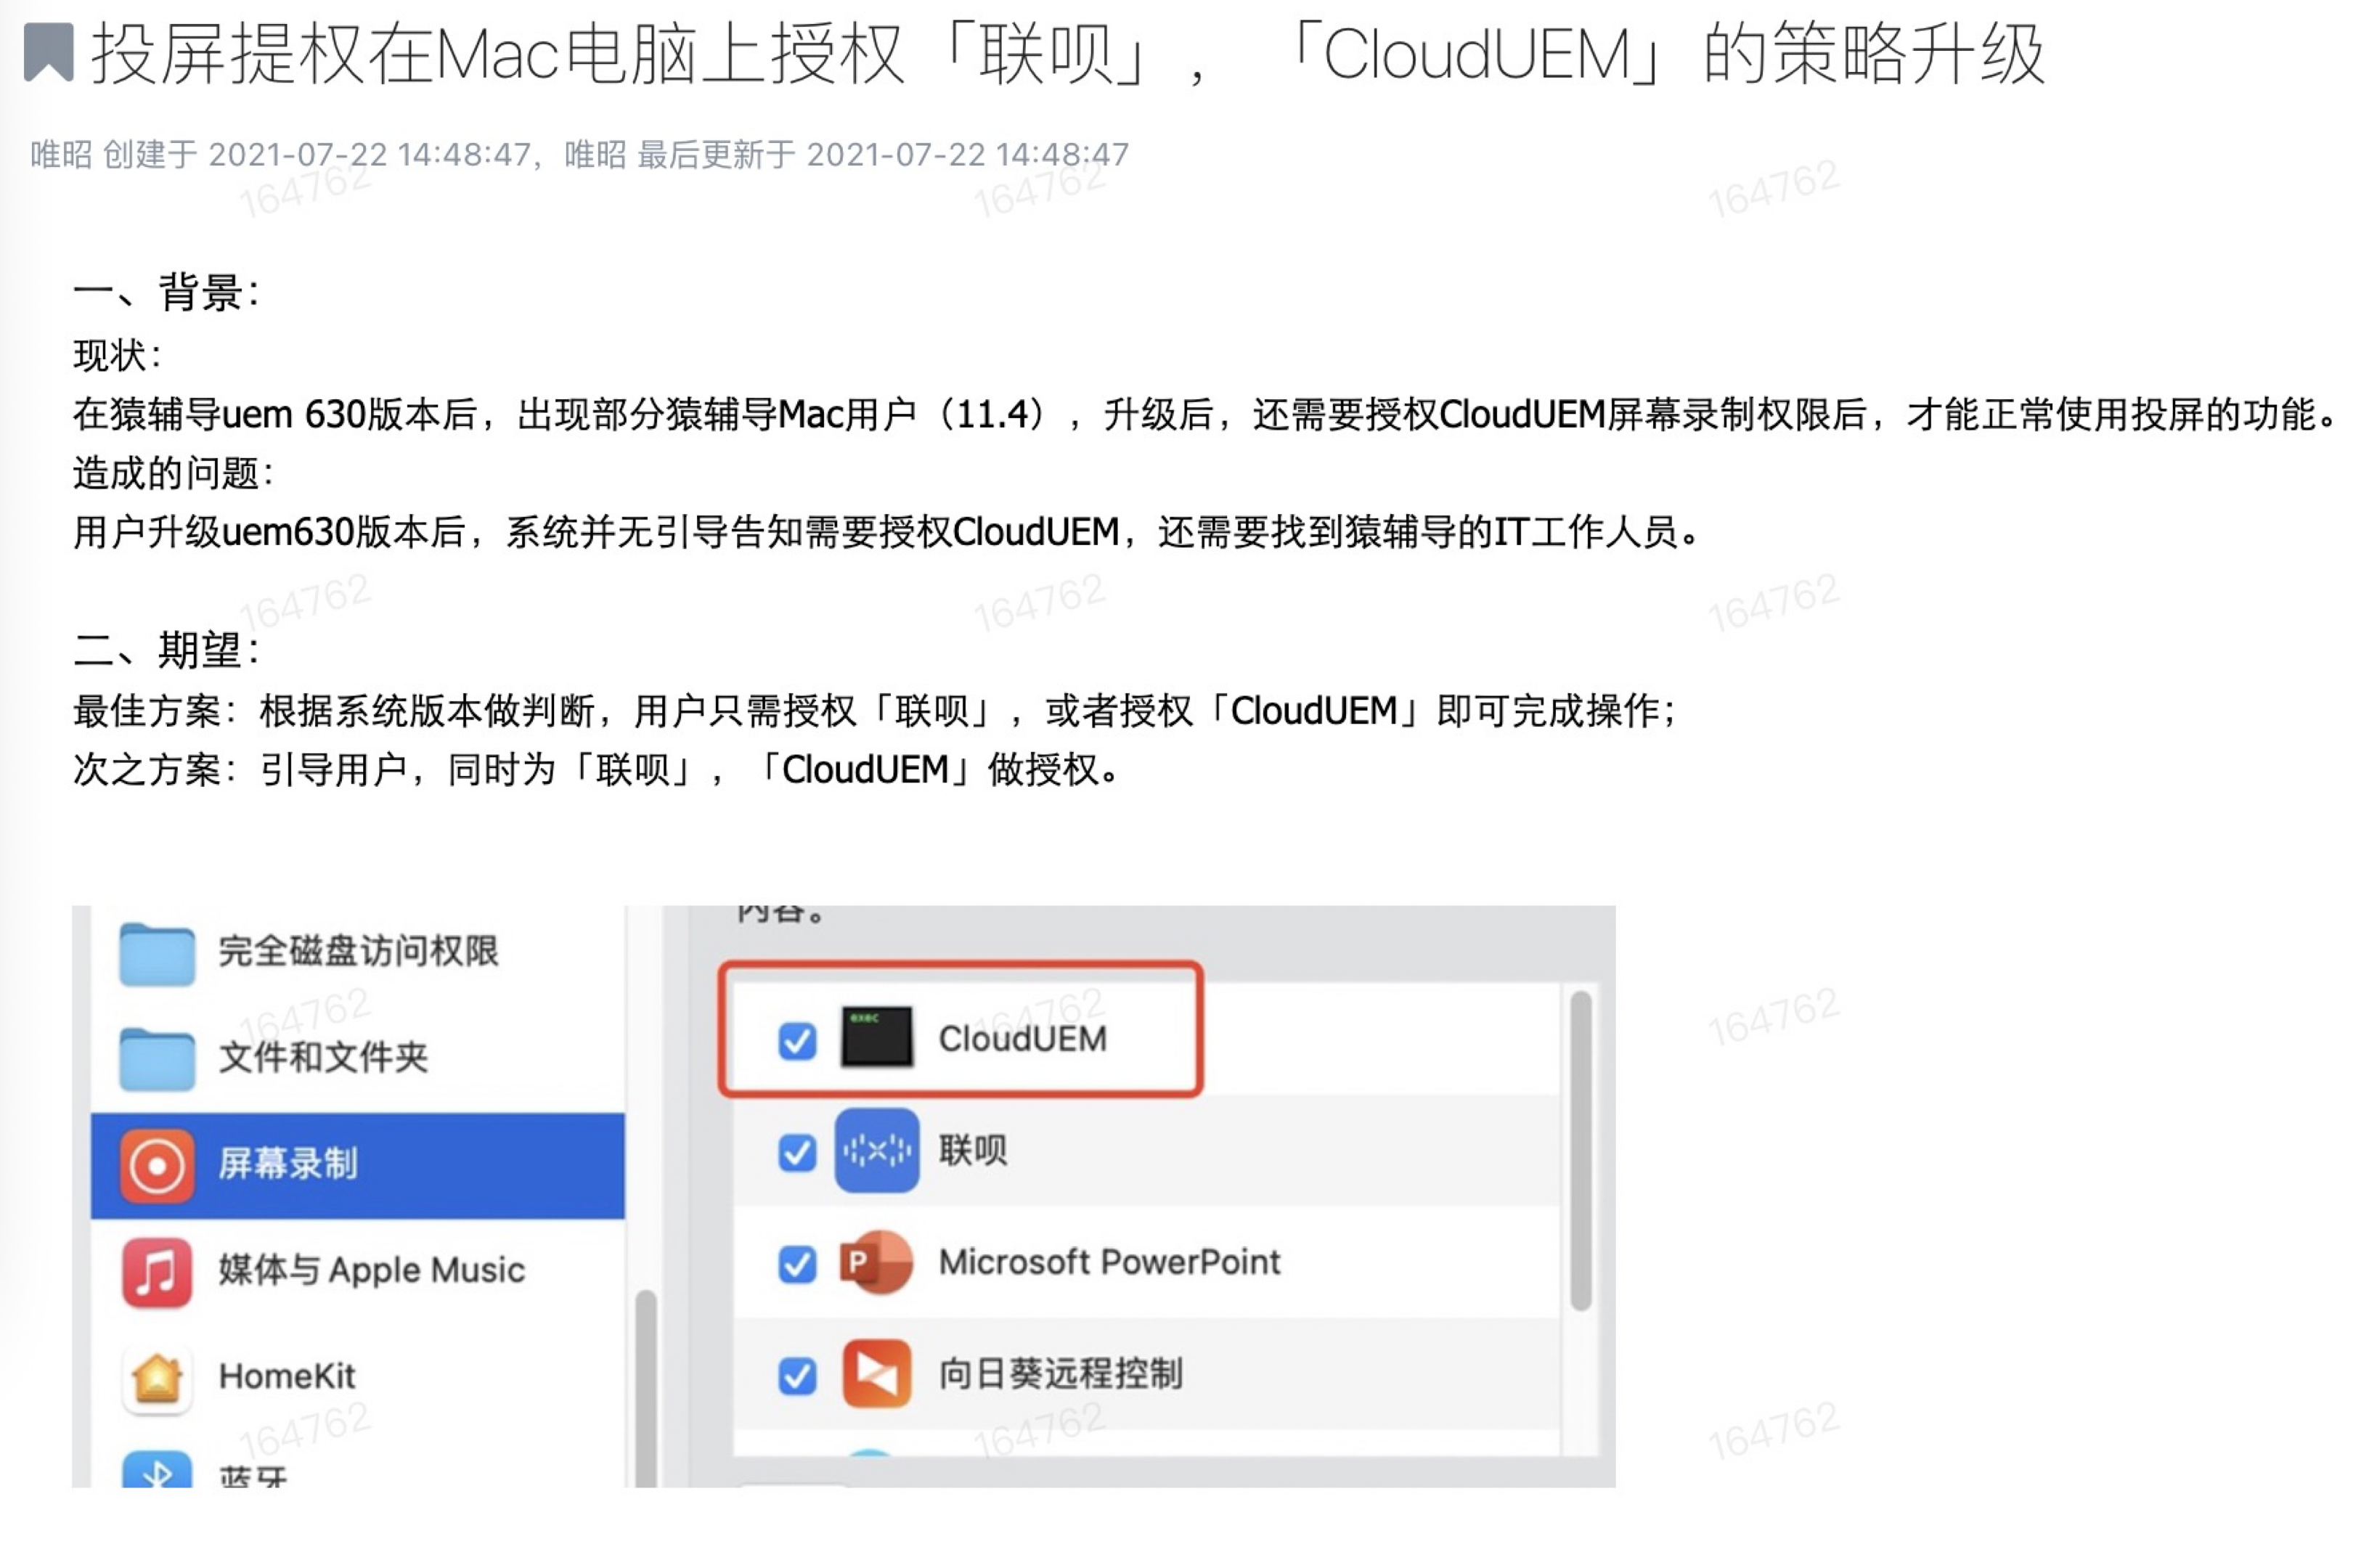 投屏提权在Mac电脑上授权「联呗」,「CloudUEM」的策略升级
唯昭 创建于 2021-07-22 14:48:47, 唯昭 最后更新于 2021-07-22 14:48:47
164762 164762 164762
一、背景:
现状:
在猿辅导uem 630版本后，出现部分猿辅导Mac用户（11.4），升级后，还需要授权CloudUEM屏幕录制权限后，才能正常使用投屏的功能。
造成的问题:
用户升级uem630版本后，系统并无引导告知需要授权CloudUEM，还需要找到猿辅导的IT工作人员。
164762 164762 164762
二、期望:
最佳方案：根据系统版本做判断，用户只需授权「联呗」，或者授权「CloudUEM」即可完成操作；
次之方案：引导用户，同时为「联呗」，「CloudUEM」做授权。
内容。
完全磁盘访问权限
exec
CloudUEM
164762 164762 164762
文件和文件夹
联呗
屏幕录制
Microsoft PowerPoint
媒体与 Apple Music
向日葵远程控制
HomeKit
164762 164762 164762
蓝牙